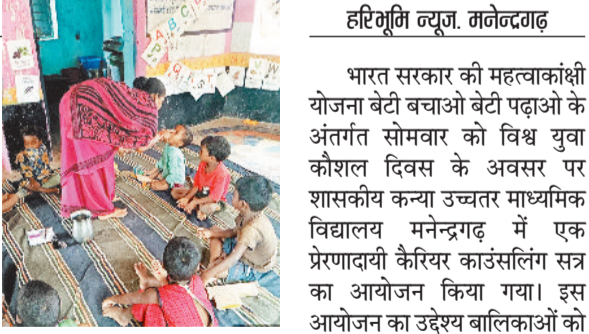 A B C D
P Q R S T
U V W X
हरिभूमि न्यूज. मनेन्द्रगढ़
भारत सरकार की महत्वाकांक्षी
योजना बेटी बचाओ बेटी पढ़ाओ के
अंतर्गत सोमवार को विश्व युवा
कौशल दिवस के अवसर पर
शासकीय कन्या उच्चतर माध्यमिक
विद्यालय मनेन्द्रगढ़ में एक
प्रेरणादायी कैरियर काउंसलिंग सत्र
का आयोजन किया गया। इस
आयोजन का उद्देश्य बालिकाओं को